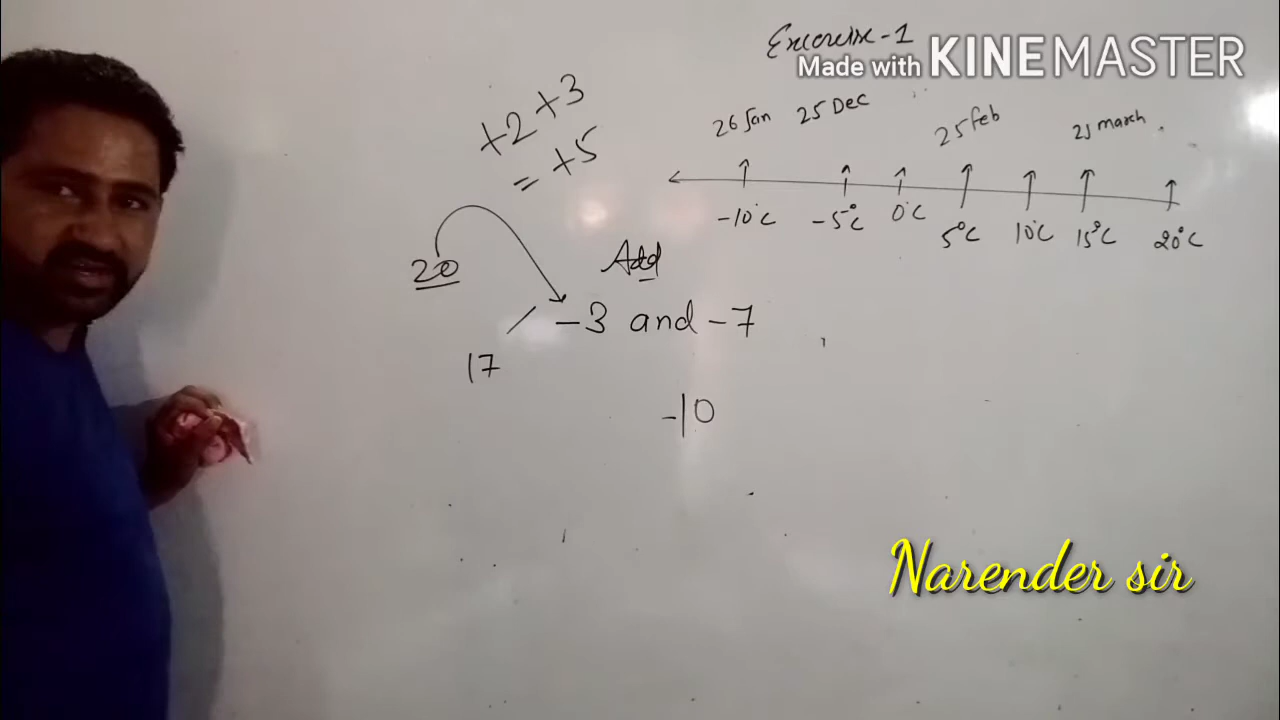 Exercise-1
Made with KINEMASTER
+2+3
= +5
26 Jan 25 Dec 25 feb 25 march
-10°C -5°C 0°C 5°C 10°C 15°C 20°C
20
Add
-3 and -7
17
-10
Narender sir